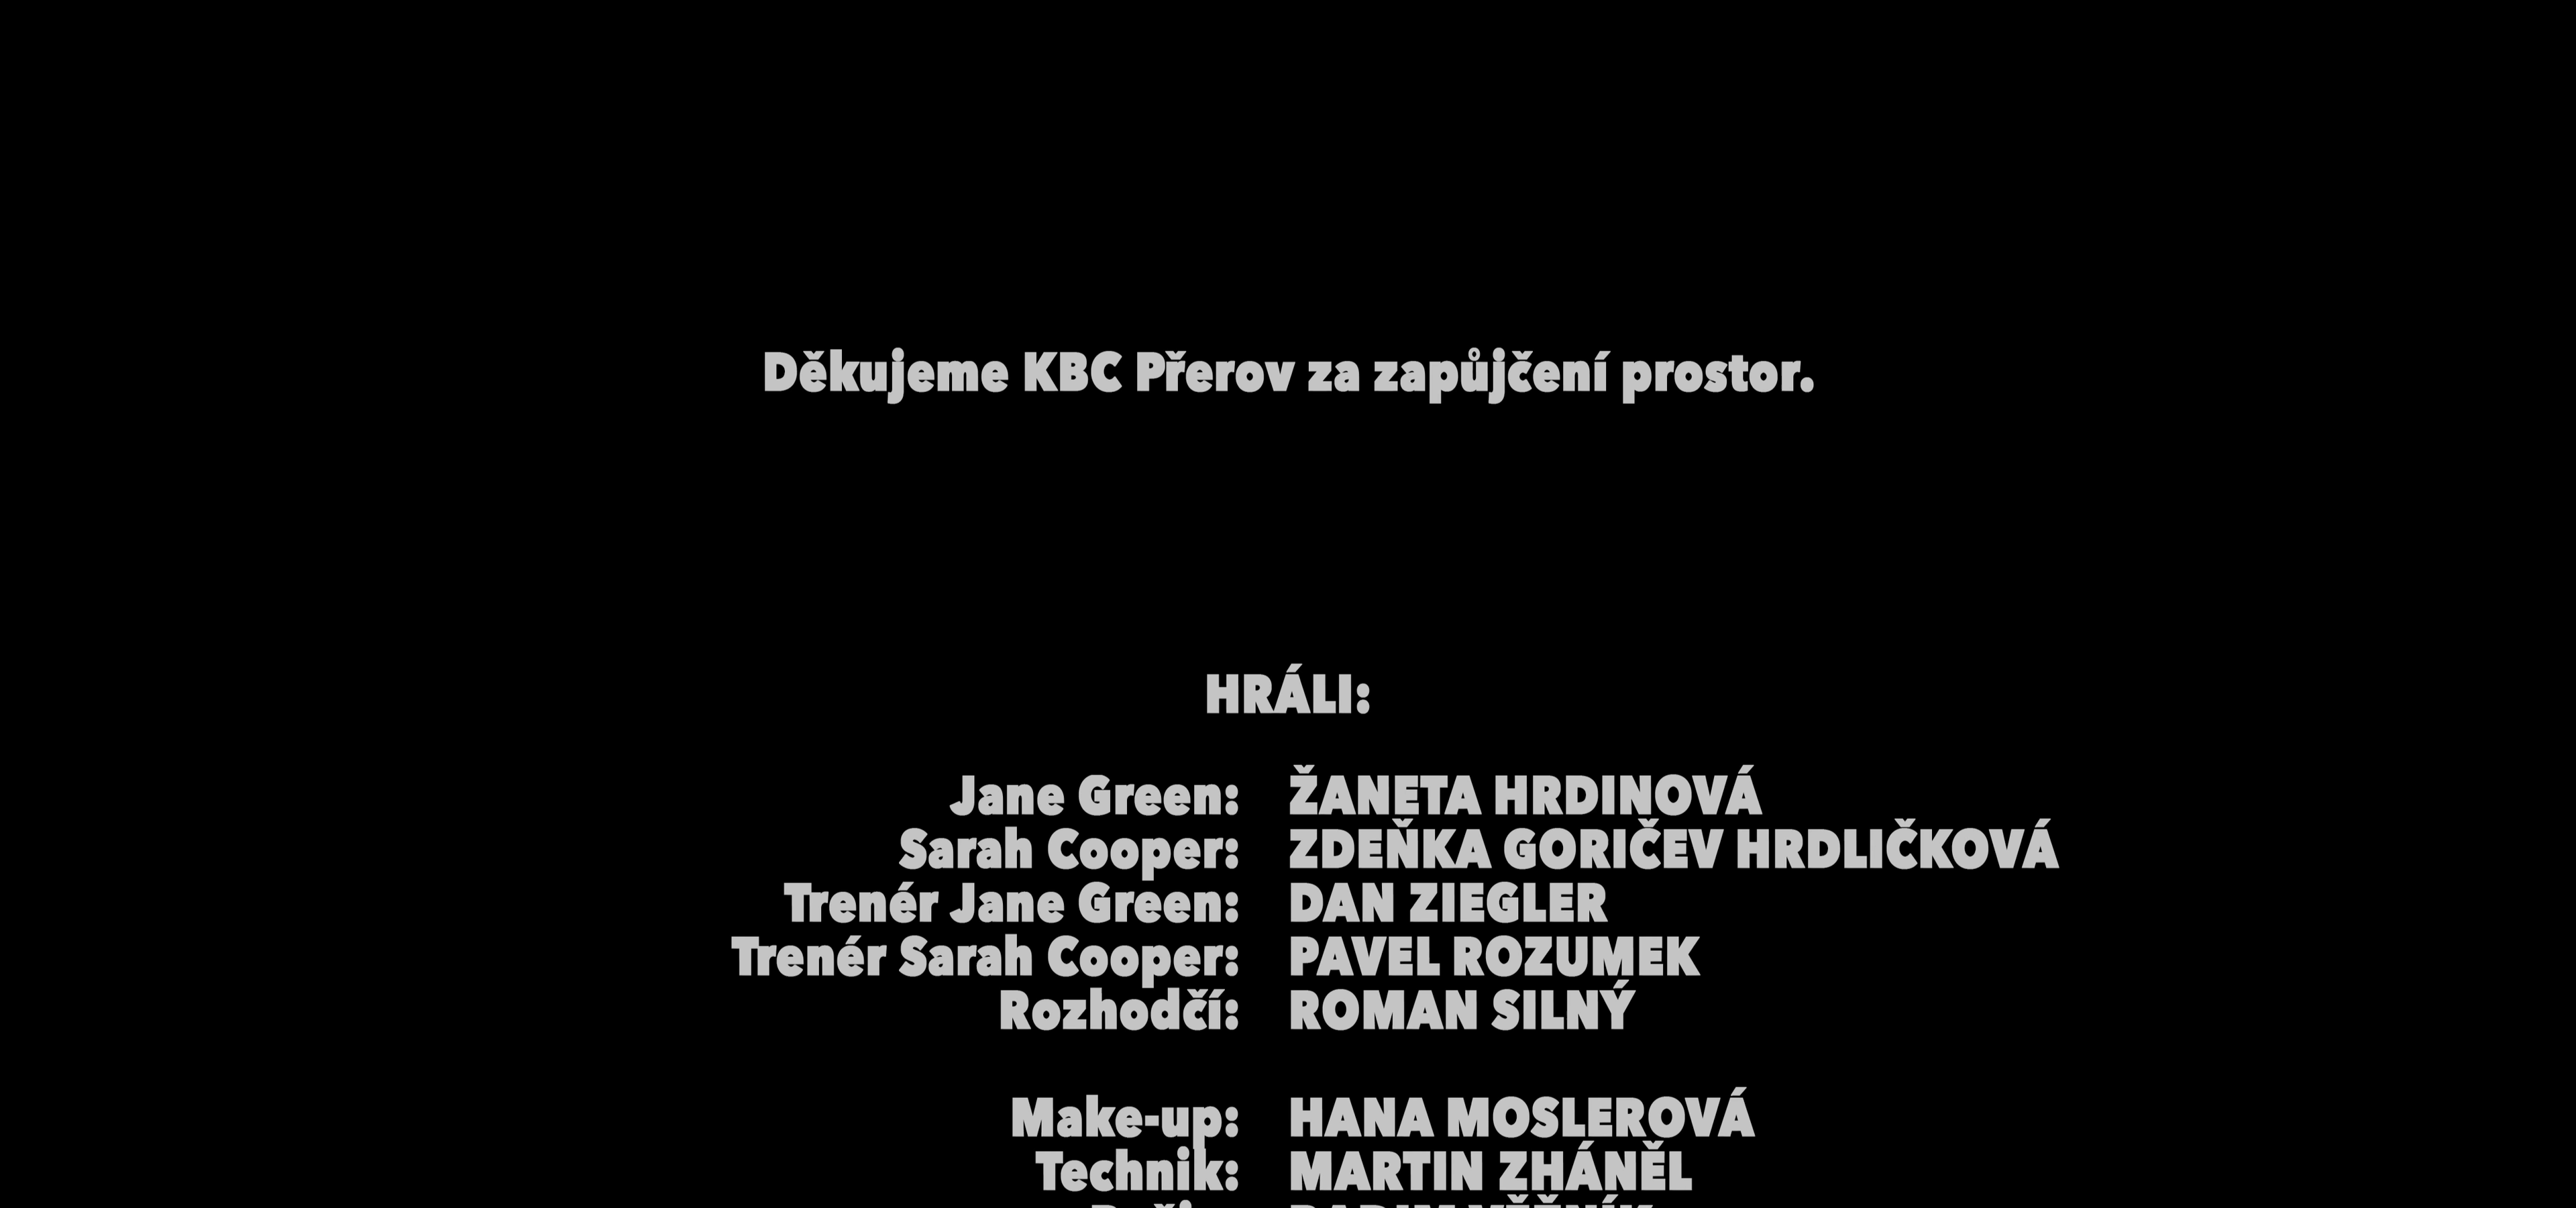 Děkujeme KBC Přerov za zapůjčení prostor.
HRÁLI:
Jane Green: ŽANETA HRDINOVÁ
Sarah Cooper: ZDEŇKA GORIČEV HRDLIČKOVÁ
Trenér Jane Green: DAN ZIEGLER
Trenér Sarah Cooper: PAVEL ROZUMEK
Rozhodčí: ROMAN SILNÝ
Make-up: HANA MOSLEROVÁ
Technik: MARTIN ZHÁNĚL